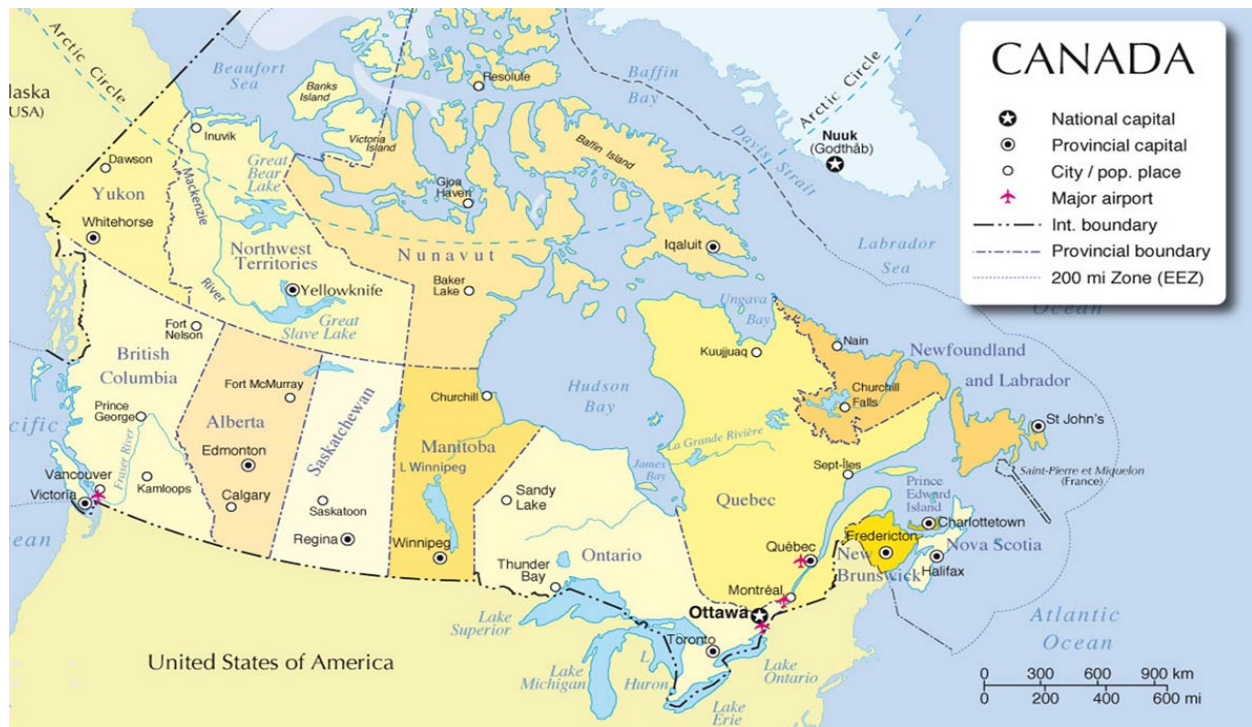 CANADA
National capital
Provincial capital
City / pop. place
Major airport
Int. boundary
Provincial boundary
200 mi Zone (EEZ)
Arctic Circle
Beaufort
Sea
Banks
Island
Resolute
Baffin
Bay
Arctic Circle
laska
(USA)
Inuvik
Victoria
Island
Baffin Island
Davis Strait
Nuuk
(Godthåb)
Dawson
Mackenzie
River
Great
Bear
Lake
Gjoa
Haven
Yukon
Whitehorse
Northwest
Territories
Nunavut
Iqaluit
Labrador
Sea
Yellowknife
Baker
Lake
Great
Slave Lake
Ungava
Bay
Ocean
Fort
Nelson
British
Columbia
Kuujjuaq
Nain
Newfoundland
and Labrador
Fort McMurray
Hudson
Bay
Churchill
Falls
Prince
George
Alberta
Saskatchewan
Churchill
Manitoba
St John's
cific
Fraser River
Edmonton
L Winnipeg
La Grande Rivière
James
Bay
Sept-Îles
Saint-Pierre et Miquelon
(France)
Vancouver
Victoria
Kamloops
Calgary
Saskatoon
Sandy
Lake
Quebec
Prince
Edward
Island
Charlottetown
ean
Regina
Winnipeg
Ontario
Québec
Fredericton
New
Brunswick
Nova Scotia
Halifax
Thunder
Bay
Montréal
Ottawa
Lake
Superior
Toronto
Atlantic
Ocean
United States of America
Lake
Michigan
L
Huron
Lake
Ontario
Lake
Erie
0 300 600 900 km
0 200 400 600 mi